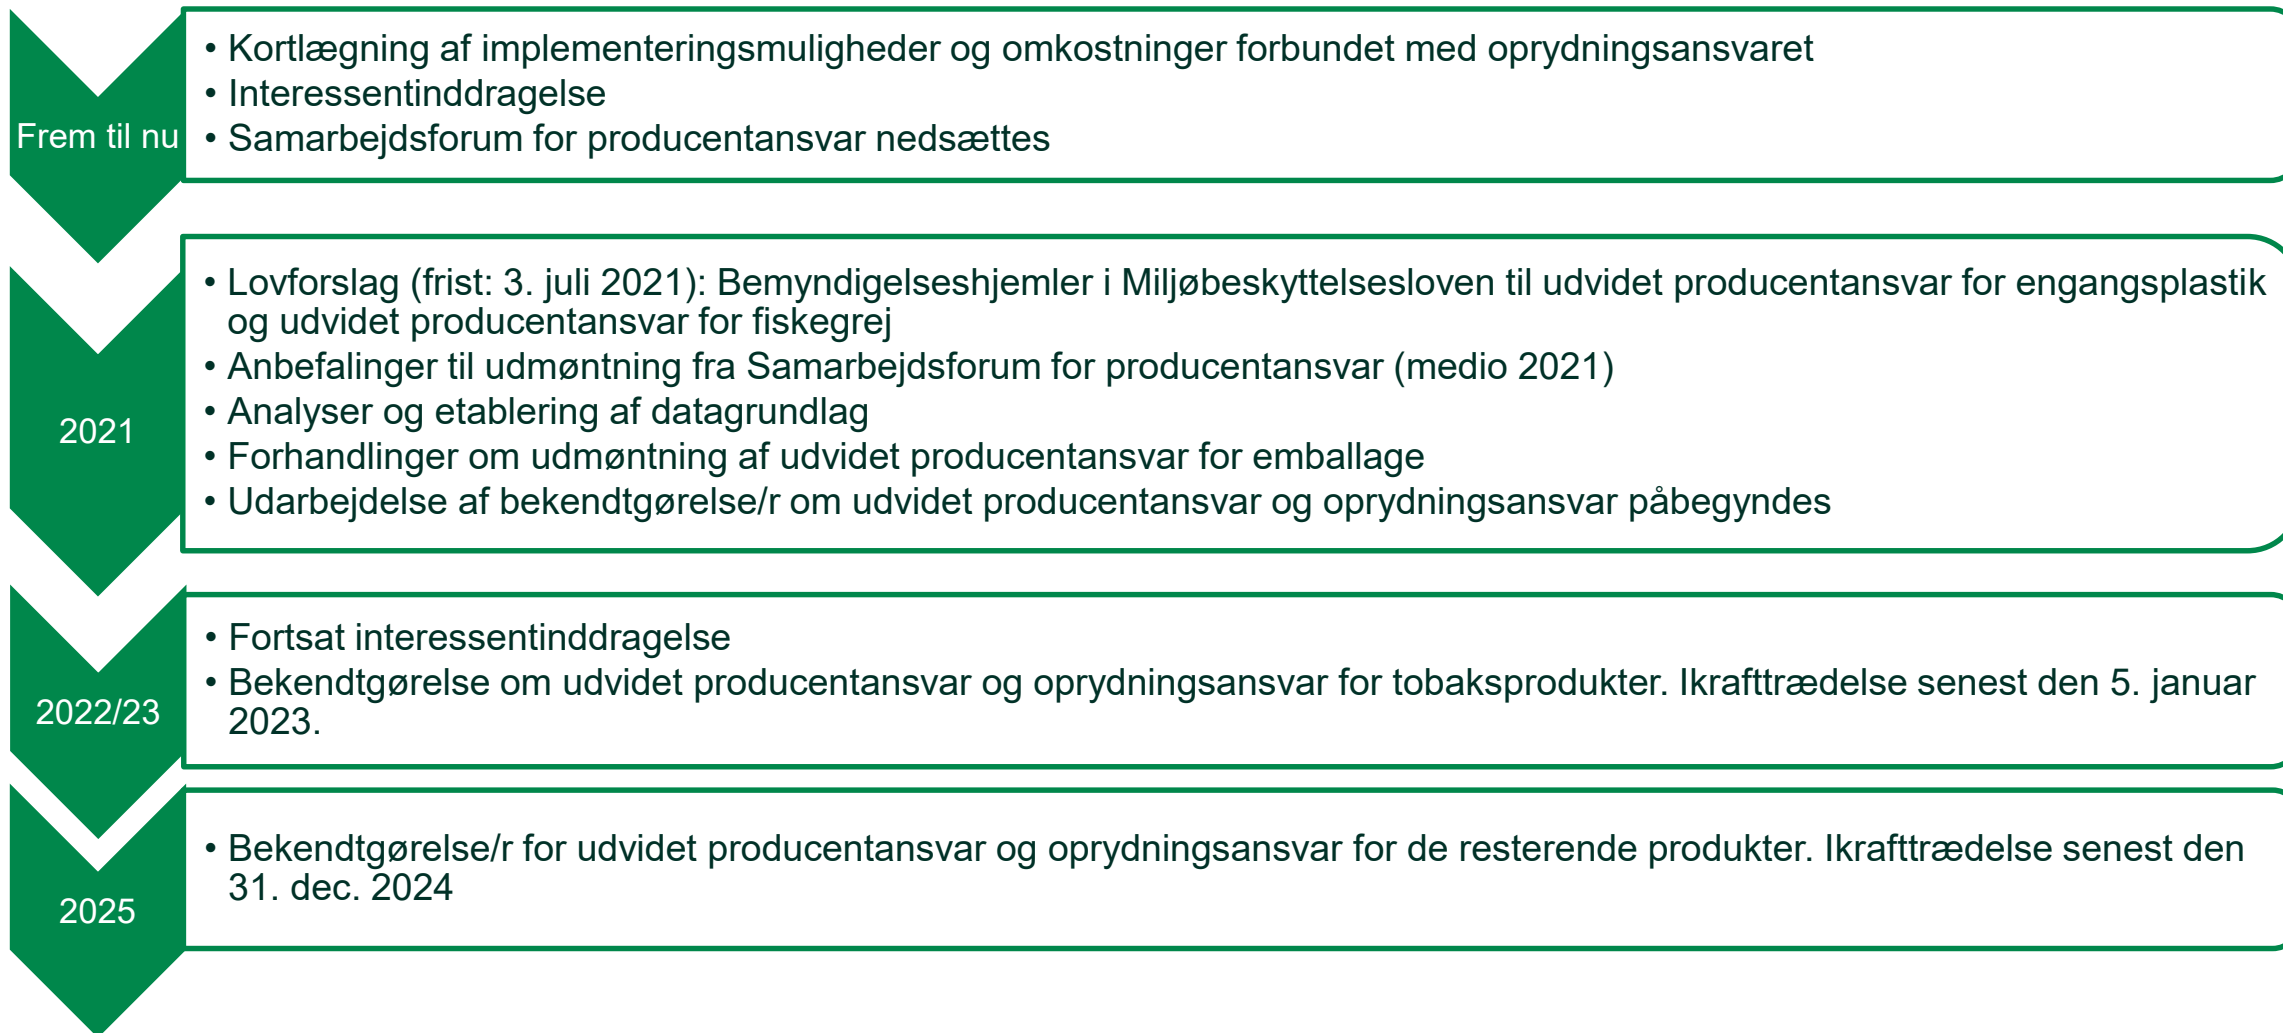 Frem til nu
• Kortlægning af implementeringsmuligheder og omkostninger forbundet med oprydningsansvaret
• Interessentinddragelse
• Samarbejdsforum for producentansvar nedsættes
2021
• Lovforslag (frist: 3. juli 2021): Bemyndigelseshjemler i Miljøbeskyttelsesloven til udvidet producentansvar for engangsplastik
og udvidet producentansvar for fiskegrej
• Anbefalinger til udmøntning fra Samarbejdsforum for producentansvar (medio 2021)
• Analyser og etablering af datagrundlag
• Forhandlinger om udmøntning af udvidet producentansvar for emballage
• Udarbejdelse af bekendtgørelse/r om udvidet producentansvar og oprydningsansvar påbegyndes
2022/23
• Fortsat interessentinddragelse
• Bekendtgørelse om udvidet producentansvar og oprydningsansvar for tobaksprodukter. Ikrafttrædelse senest den 5. januar
2023.
2025
• Bekendtgørelse/r for udvidet producentansvar og oprydningsansvar for de resterende produkter. Ikrafttrædelse senest den
31. dec. 2024